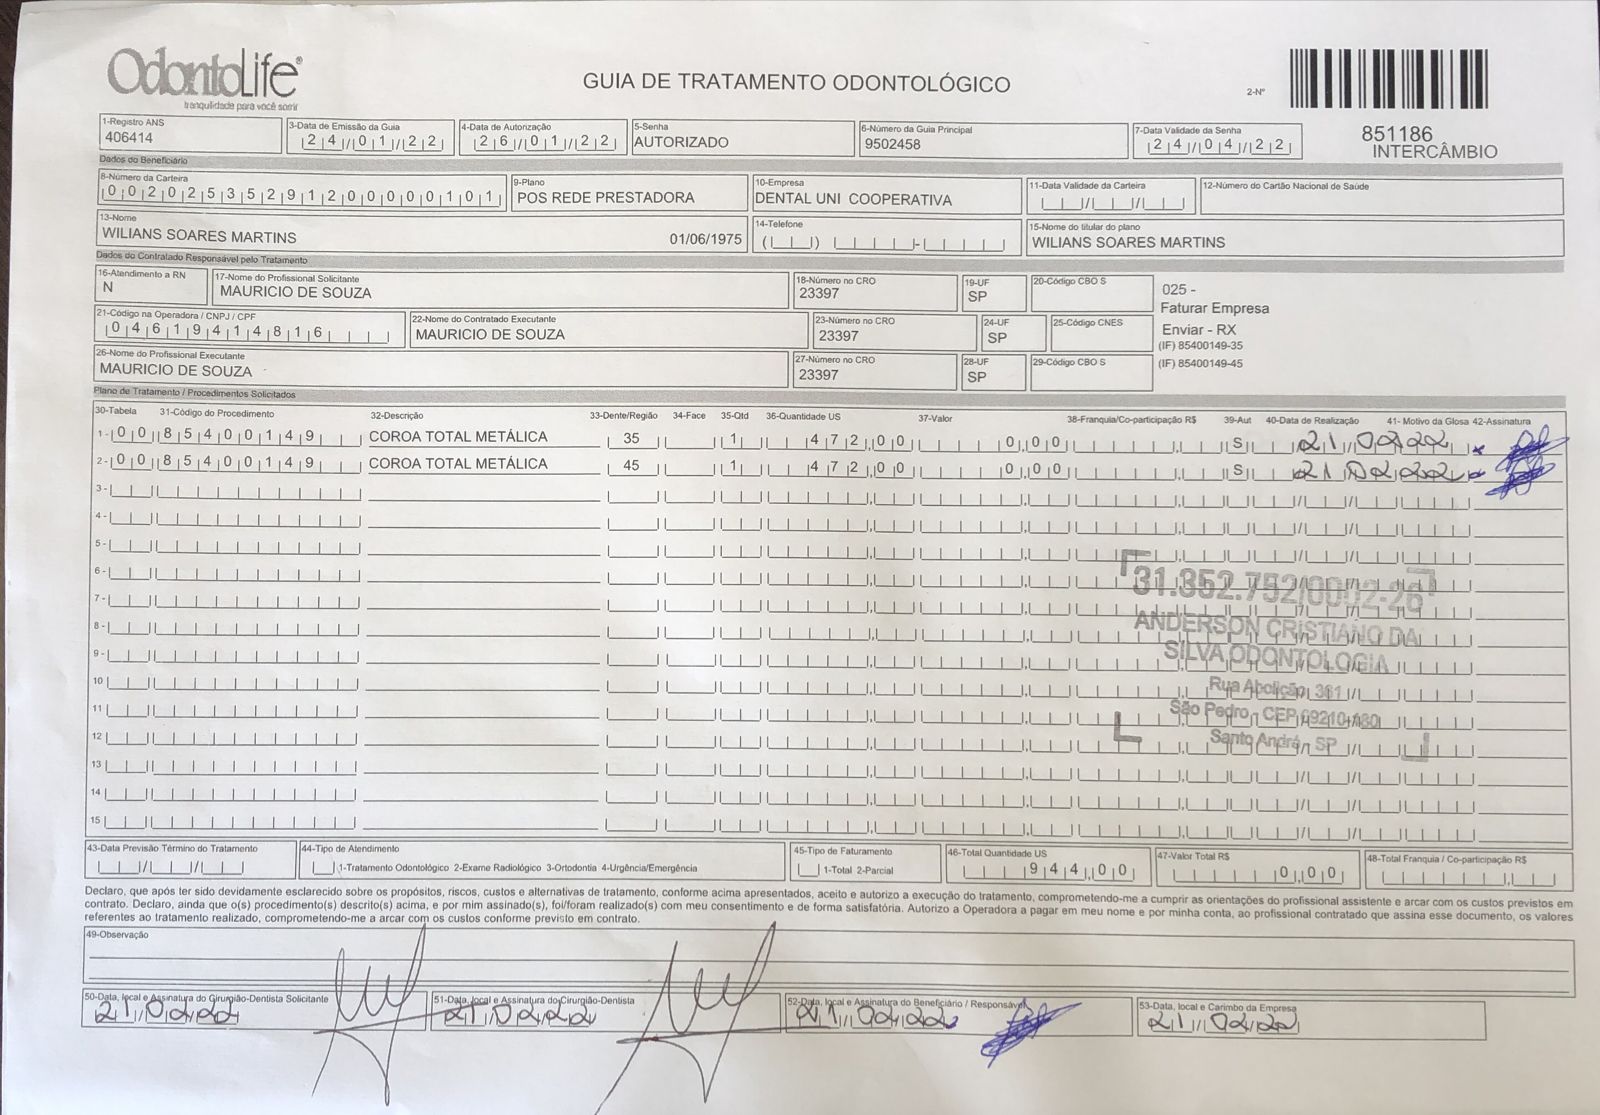 OdontoLife®
tranquilidade para você sorrir
GUIA DE TRATAMENTO ODONTOLÓGICO
2-Nº
851186
INTERCÂMBIO
1-Registro ANS
406414
3-Data de Emissão da Guia
24/01/22
4-Data de Autorização
26/01/22
5-Senha
AUTORIZADO
6-Número da Guia Principal
9502458
7-Data Validade da Senha
24/04/22
Dados do Beneficiário
8-Número da Carteira
00202535291200000101
9-Plano
POS REDE PRESTADORA
10-Empresa
DENTAL UNI COOPERATIVA
11-Data Validade da Carteira
12-Número do Cartão Nacional de Saúde
13-Nome
WILIANS SOARES MARTINS 01/06/1975
14-Telefone
15-Nome do titular do plano
WILIANS SOARES MARTINS
Dados do Contratado Responsável pelo Tratamento
16-Atendimento a RN
N
17-Nome do Profissional Solicitante
MAURICIO DE SOUZA
18-Número no CRO
23397
19-UF
SP
20-Código CBO S
025 -
Faturar Empresa
Enviar - RX
(IF) 85400149-35
(IF) 85400149-45
21-Código na Operadora / CNPJ / CPF
04619414816
22-Nome do Contratado Executante
MAURICIO DE SOUZA
23-Número no CRO
23397
24-UF
SP
25-Código CNES
26-Nome do Profissional Executante
MAURICIO DE SOUZA
27-Número no CRO
23397
28-UF
SP
29-Código CBO S
Plano de Tratamento / Procedimentos Solicitados
30-Tabela 31-Código do Procedimento 32-Descrição 33-Dente/Região 34-Face 35-Qtd 36-Quantidade US 37-Valor 38-Franquia/Co-participação R$ 39-Aut 40-Data de Realização 41- Motivo da Glosa 42-Assinatura
1- 00 85400149 COROA TOTAL METÁLICA 35 1 472,00 0,00 S 21/02/22
2- 00 85400149 COROA TOTAL METÁLICA 45 1 472,00 0,00 S 21/02/22
3-
4-
5-
6-
7-
8-
9-
10
11
12
13
14
15
31.352.752/0002-26
ANDERSON CRISTIANO DA
SILVA ODONTOLOGIA
Rua Abolição, 361
São Pedro, CEP
Santo André, SP
43-Data Previsão Término do Tratamento
44-Tipo de Atendimento
1-Tratamento Odontológico 2-Exame Radiológico 3-Ortodontia 4-Urgência/Emergência
45-Tipo de Faturamento
1-Total 2-Parcial
46-Total Quantidade US
944,00
47-Valor Total R$
0,00
48-Total Franquia / Co-participação R$
Declaro, que após ter sido devidamente esclarecido sobre os propósitos, riscos, custos e alternativas de tratamento, conforme acima apresentados, aceito e autorizo a execução do tratamento, comprometendo-me a cumprir as orientações do profissional assistente e arcar com os custos previstos em
contrato. Declaro, ainda que o(s) procedimento(s) descrito(s) acima, e por mim assinado(s), foi/foram realizado(s) com meu consentimento e de forma satisfatória. Autorizo a Operadora a pagar em meu nome e por minha conta, ao profissional contratado que assina esse documento, os valores
referentes ao tratamento realizado, comprometendo-me a arcar com os custos conforme previsto em contrato.
49-Observação
50-Data, local e Assinatura do Cirurgião-Dentista Solicitante
21/02/22
51-Data, local e Assinatura do Cirurgião-Dentista
21/02/22
52-Data, local e Assinatura do Beneficiário / Responsável
21/02/22
53-Data, local e Carimbo da Empresa
21/02/22